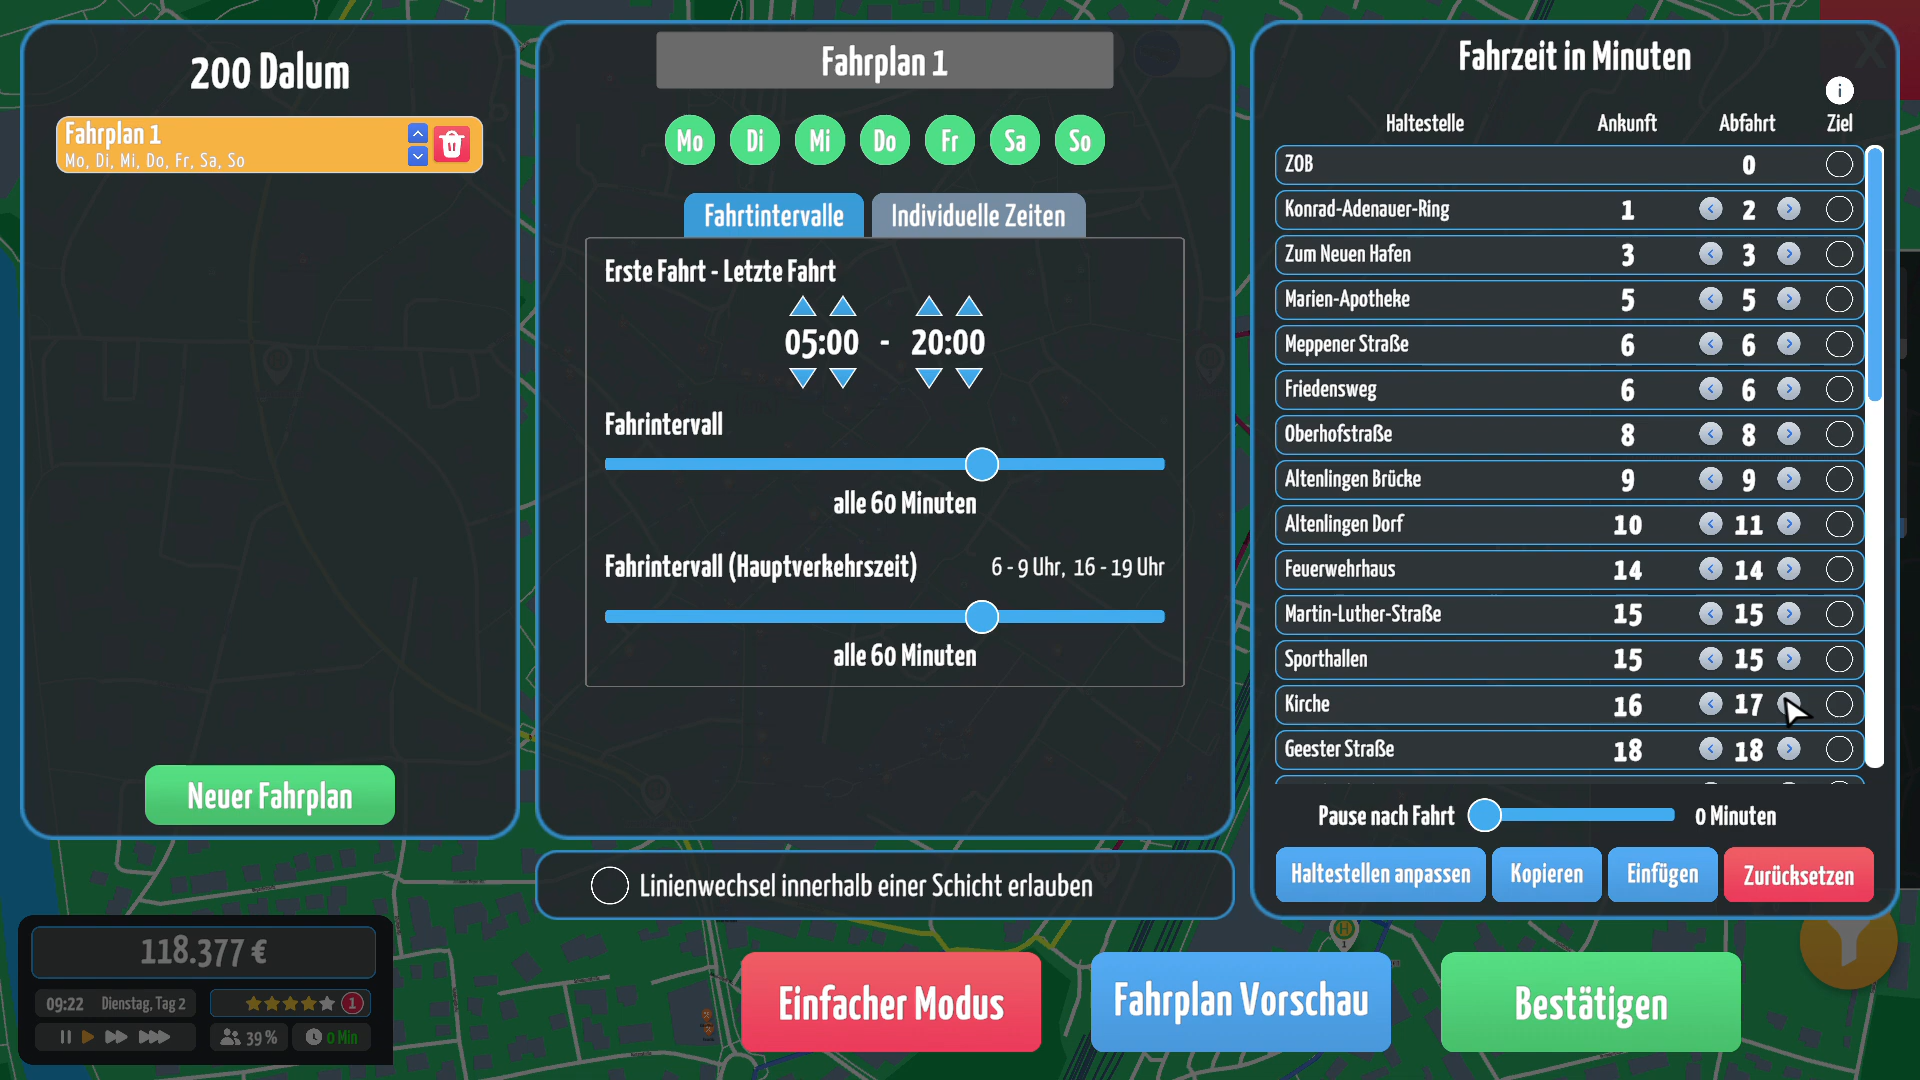 200 Dalum
Fahrplan 1
Mo, Di, Mi, Do, Fr, Sa, So
Neuer Fahrplan
Fahrplan 1
Mo Di Mi Do Fr Sa So
Fahrtintervalle Individuelle Zeiten
Erste Fahrt - Letzte Fahrt
05:00 - 20:00
Fahrintervall
alle 60 Minuten
Fahrintervall (Hauptverkehrszeit) 6 - 9 Uhr, 16 - 19 Uhr
alle 60 Minuten
Linienwechsel innerhalb einer Schicht erlauben
Fahrzeit in Minuten
i
Haltestelle Ankunft Abfahrt Ziel
ZOB 0
Konrad-Adenauer-Ring 1 2
Zum Neuen Hafen 3 3
Marien-Apotheke 5 5
Meppener Straße 6 6
Friedensweg 6 6
Oberhofstraße 8 8
Altenlingen Brücke 9 9
Altenlingen Dorf 10 11
Feuerwehrhaus 14 14
Martin-Luther-Straße 15 15
Sporthallen 15 15
Kirche 16 17
Geester Straße 18 18
Pause nach Fahrt 0 Minuten
Haltestellen anpassen Kopieren Einfügen Zurücksetzen
118.377 €
09:22 Dienstag, Tag 2 1
39 % 0 Min
Einfacher Modus Fahrplan Vorschau Bestätigen
H
1